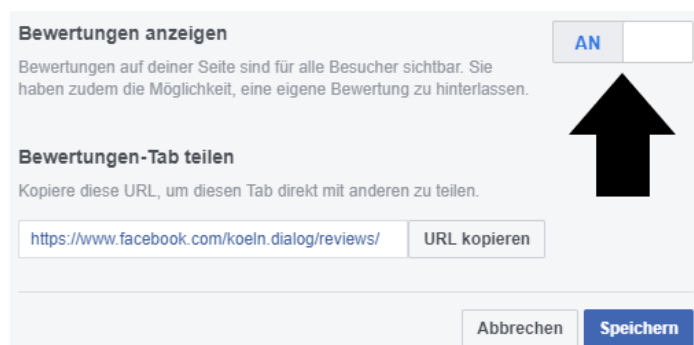 Bewertungen anzeigen
AN
Bewertungen auf deiner Seite sind für alle Besucher sichtbar. Sie
haben zudem die Möglichkeit, eine eigene Bewertung zu hinterlassen.
Bewertungen-Tab teilen
Kopiere diese URL, um diesen Tab direkt mit anderen zu teilen.
https://www.facebook.com/koeln.dialog/reviews/
URL kopieren
Abbrechen
Speichern